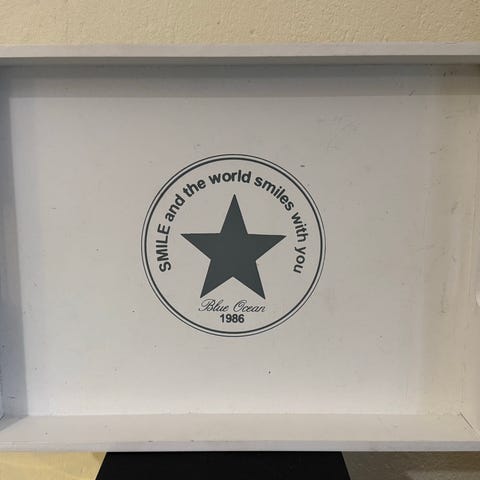 SMILE and the world smiles with you
Blue Ocean
1986